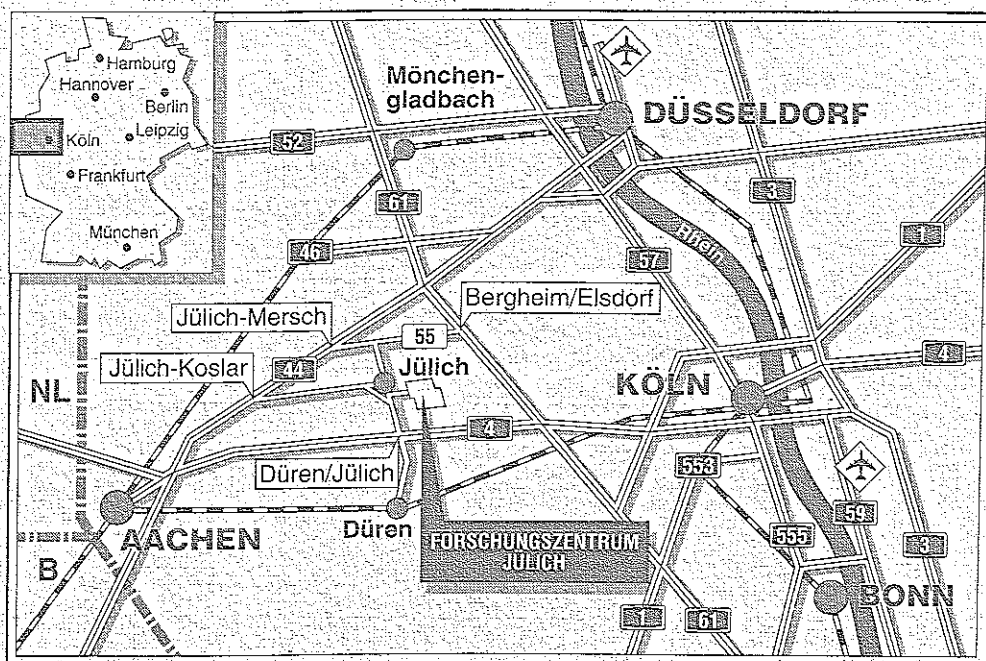 Hamburg
Hannover
Berlin
Leipzig
Köln
Frankfurt
München
Mönchen-
gladbach
DÜSSELDORF
52
61
3
46
57
Rhein
1
Bergheim/Elsdorf
Jülich-Mersch
55
Jülich-Koslar
44
Jülich
4
NL
KÖLN
4
553
Düren/Jülich
Düren
AACHEN
FORSCHUNGSZENTRUM
JÜLICH
B
59
555
3
BONN
1
61